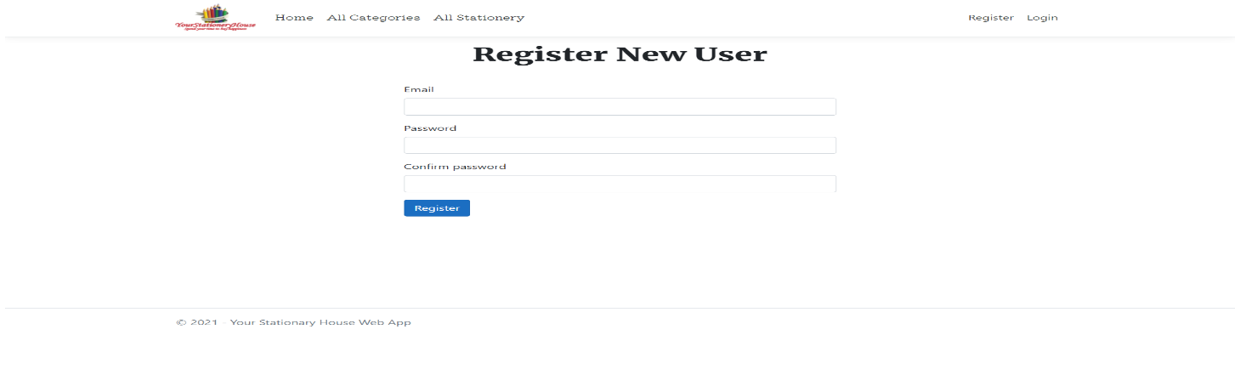 YourStationeryHouse
Home All Categories All Stationery
Register Login
Register New User
Email
Password
Confirm password
Register
© 2021 - Your Stationary House Web App